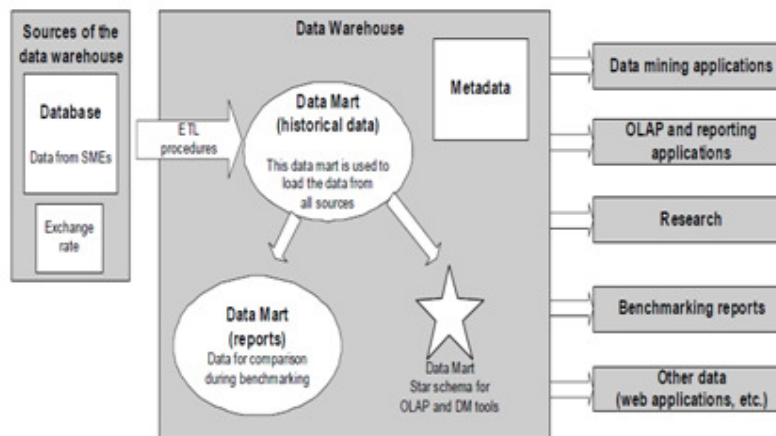 Sources of the
data warehouse
Database
Data from SMEs
Exchange
rate
ETL
procedures
Data Warehouse
Data Mart
(historical data)
This data mart is used to
load the data from
all sources
Metadata
Data Mart
(reports)
Data for comparison
during benchmarking
Data Mart
Star schema for
OLAP and DM tools
Data mining applications
OLAP and reporting
applications
Research
Benchmarking reports
Other data
(web applications, etc.)